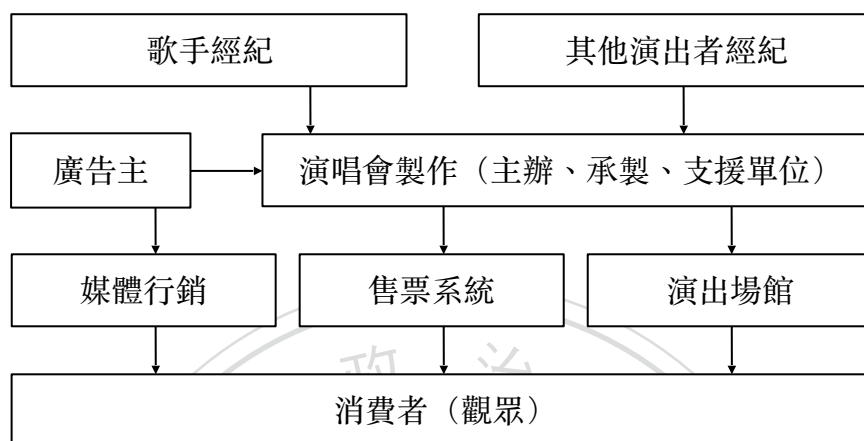 歌手經紀
其他演出者經紀
廣告主
演唱會製作（主辦、承製、支援單位）
媒體行銷
售票系統
演出場館
政 治
消費者（觀眾）